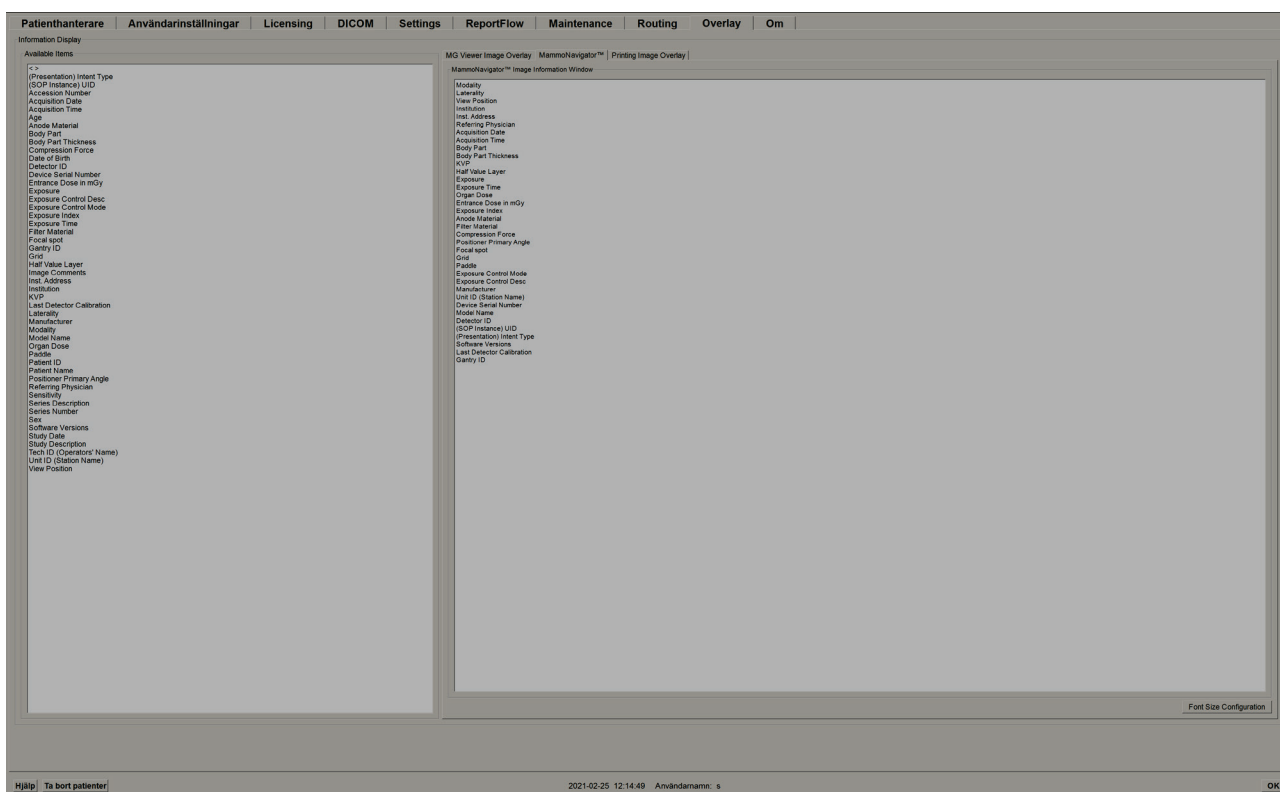 Patienthanterare Användarinställningar Licensing DICOM Settings ReportFlow Maintenance Routing Overlay Om
Information Display
Available Items
< >
(Presentation) Intent Type
(SOP Instance) UID
Accession Number
Acquisition Date
Acquisition Time
Age
Anode Material
Body Part
Body Part Thickness
Compression Force
Date of Birth
Detector ID
Device Serial Number
Entrance Dose in mGy
Exposure
Exposure Control Desc
Exposure Control Mode
Exposure Index
Exposure Time
Filter Material
Focal spot
Gantry ID
Grid
Half Value Layer
Image Comments
Inst. Address
Institution
KVP
Last Detector Calibration
Laterality
Manufacturer
Modality
Model Name
Organ Dose
Paddle
Patient ID
Patient Name
Positioner Primary Angle
Referring Physician
Sensitivity
Series Description
Series Number
Sex
Software Versions
Study Date
Study Description
Tech ID (Operators' Name)
Unit ID (Station Name)
View Position
MG Viewer Image Overlay MammoNavigator™ Printing Image Overlay
MammoNavigator™ Image Information Window
Modality
Laterality
View Position
Institution
Inst. Address
Referring Physician
Acquisition Date
Acquisition Time
Body Part
Body Part Thickness
KVP
Half Value Layer
Exposure
Exposure Time
Organ Dose
Entrance Dose in mGy
Exposure Index
Anode Material
Filter Material
Compression Force
Positioner Primary Angle
Focal spot
Grid
Paddle
Exposure Control Mode
Exposure Control Desc
Manufacturer
Unit ID (Station Name)
Device Serial Number
Model Name
Detector ID
(SOP Instance) UID
(Presentation) Intent Type
Software Versions
Last Detector Calibration
Gantry ID
Font Size Configuration
Hjälp Ta bort patienter 2021-02-25 12:14:49 Användarnamn: s OK